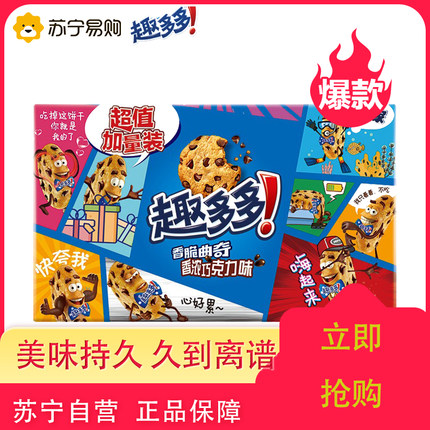 苏宁易购
趣多多!
爆款
吃掉这饼干
你就是
我的了
超值
加量装
趣多多!
香脆曲奇
香浓巧克力味
快夸我
心好累~
嗨起来
美味持久 久到离谱
立即
抢购
苏宁自营 正品保障